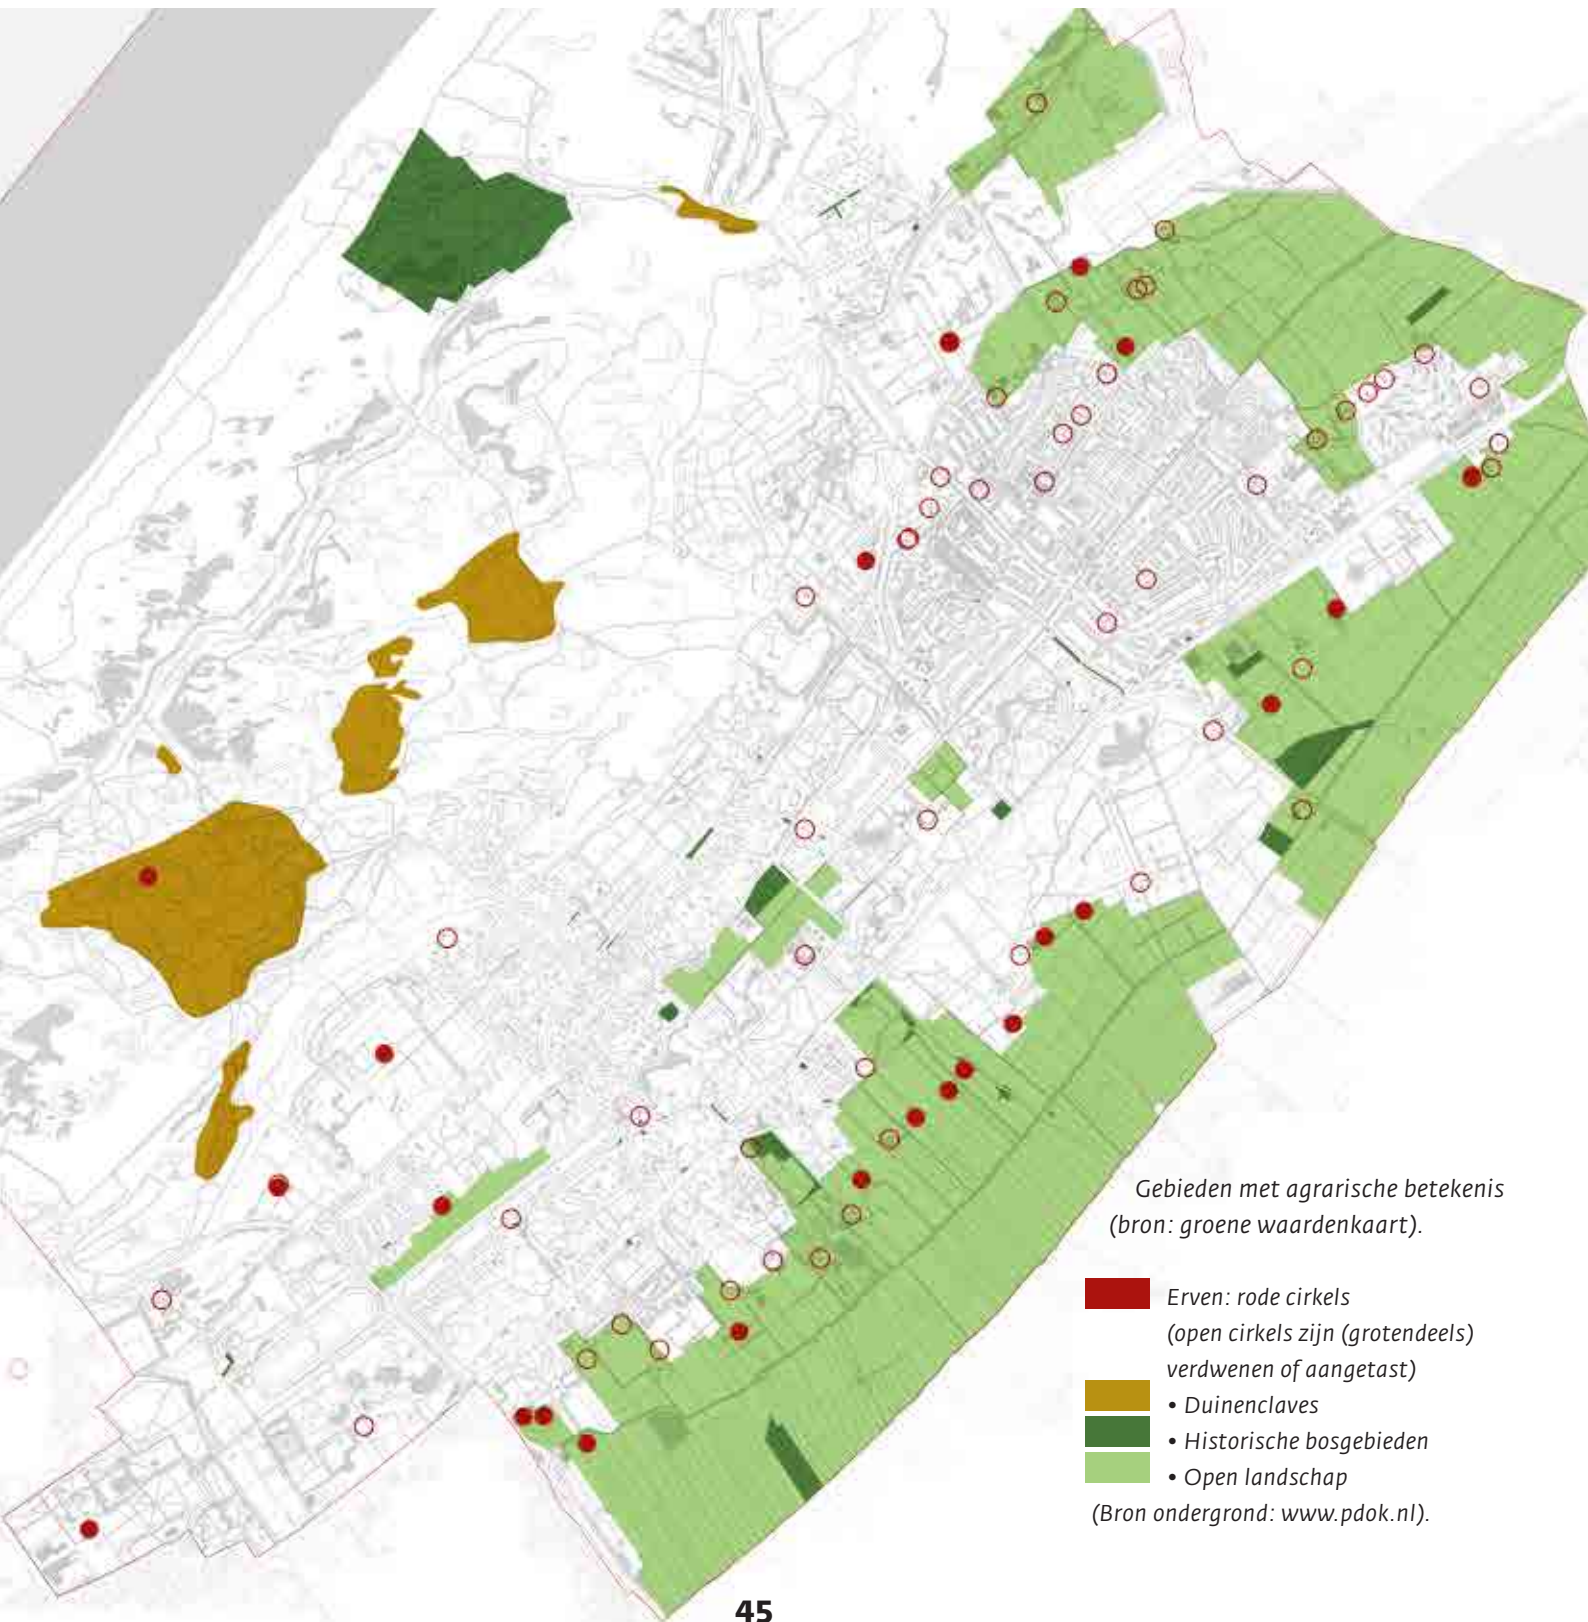 Gebieden met agrarische betekenis
(bron: groene waardenkaart).
Erven: rode cirkels
(open cirkels zijn (grotendeels)
verdwenen of aangetast)
• Duinenclaves
• Historische bosgebieden
• Open landschap
(Bron ondergrond: www.pdok.nl).
45